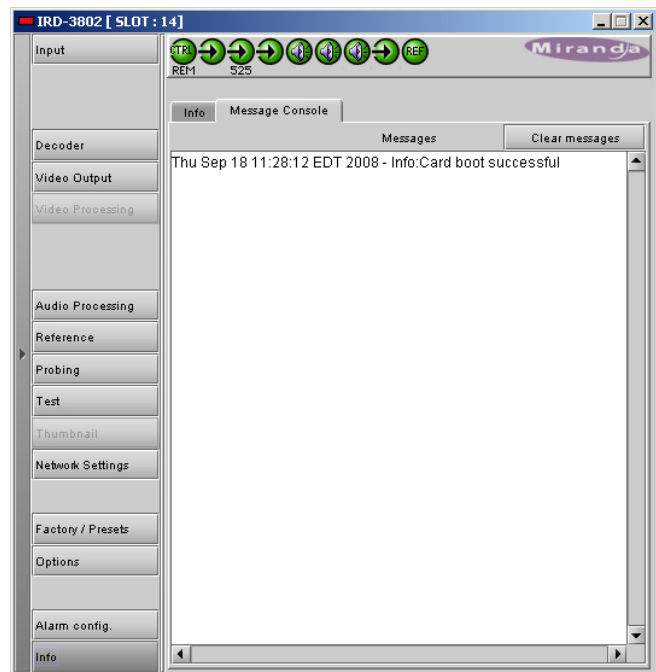 IRD-3802 [ SLOT : 14]
Input
CTRL
REF
Miranda
REM 525
Info Message Console
Messages Clear messages
Thu Sep 18 11:28:12 EDT 2008 - Info:Card boot successful
Decoder
Video Output
Video Processing
Audio Processing
Reference
Probing
Test
Thumbnail
Network Settings
Factory / Presets
Options
Alarm config.
Info